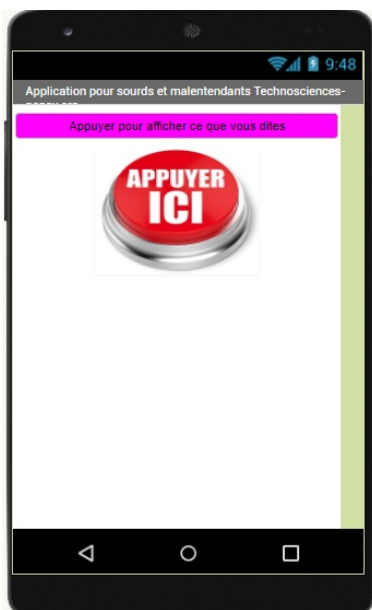 9:48
Application pour sourds et malentendants Technosciences-
Appuyer pour afficher ce que vous dites
APPUYER
ICI